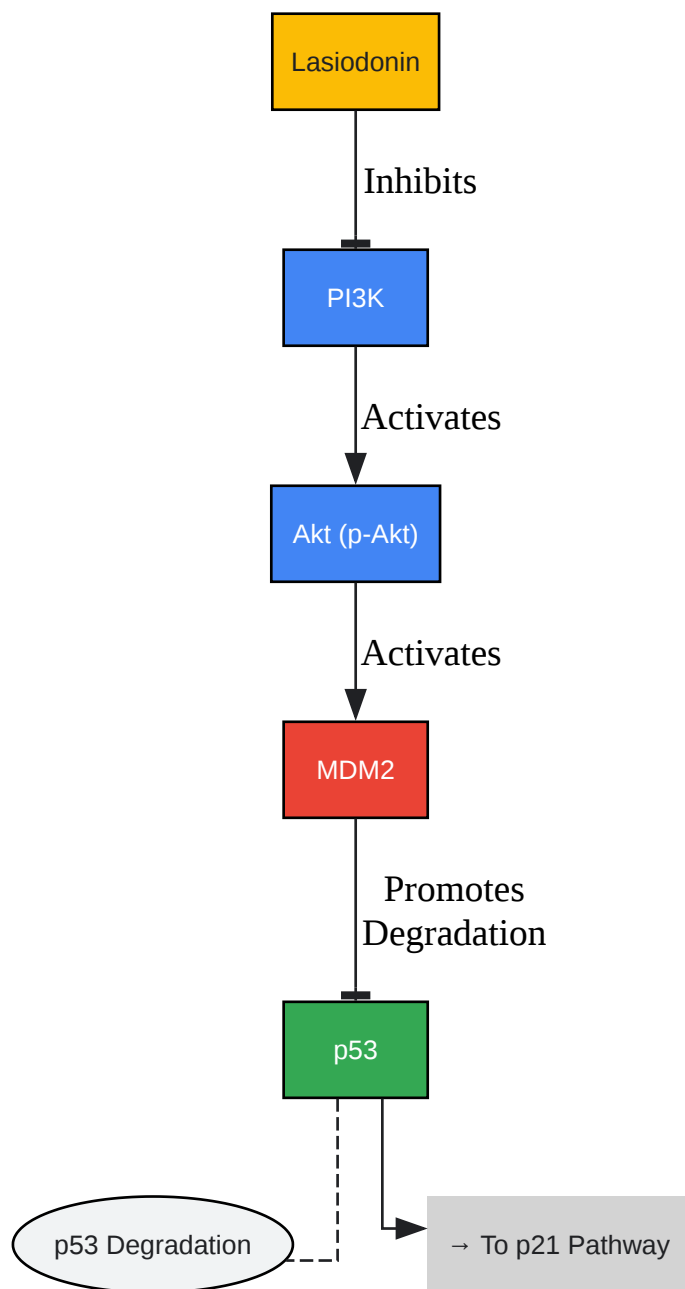 Lasiodonin
Inhibits
PI3K
Activates
Akt (p-Akt)
Activates
MDM2
Promotes
Degradation
p53
p53 Degradation
→ To p21 Pathway